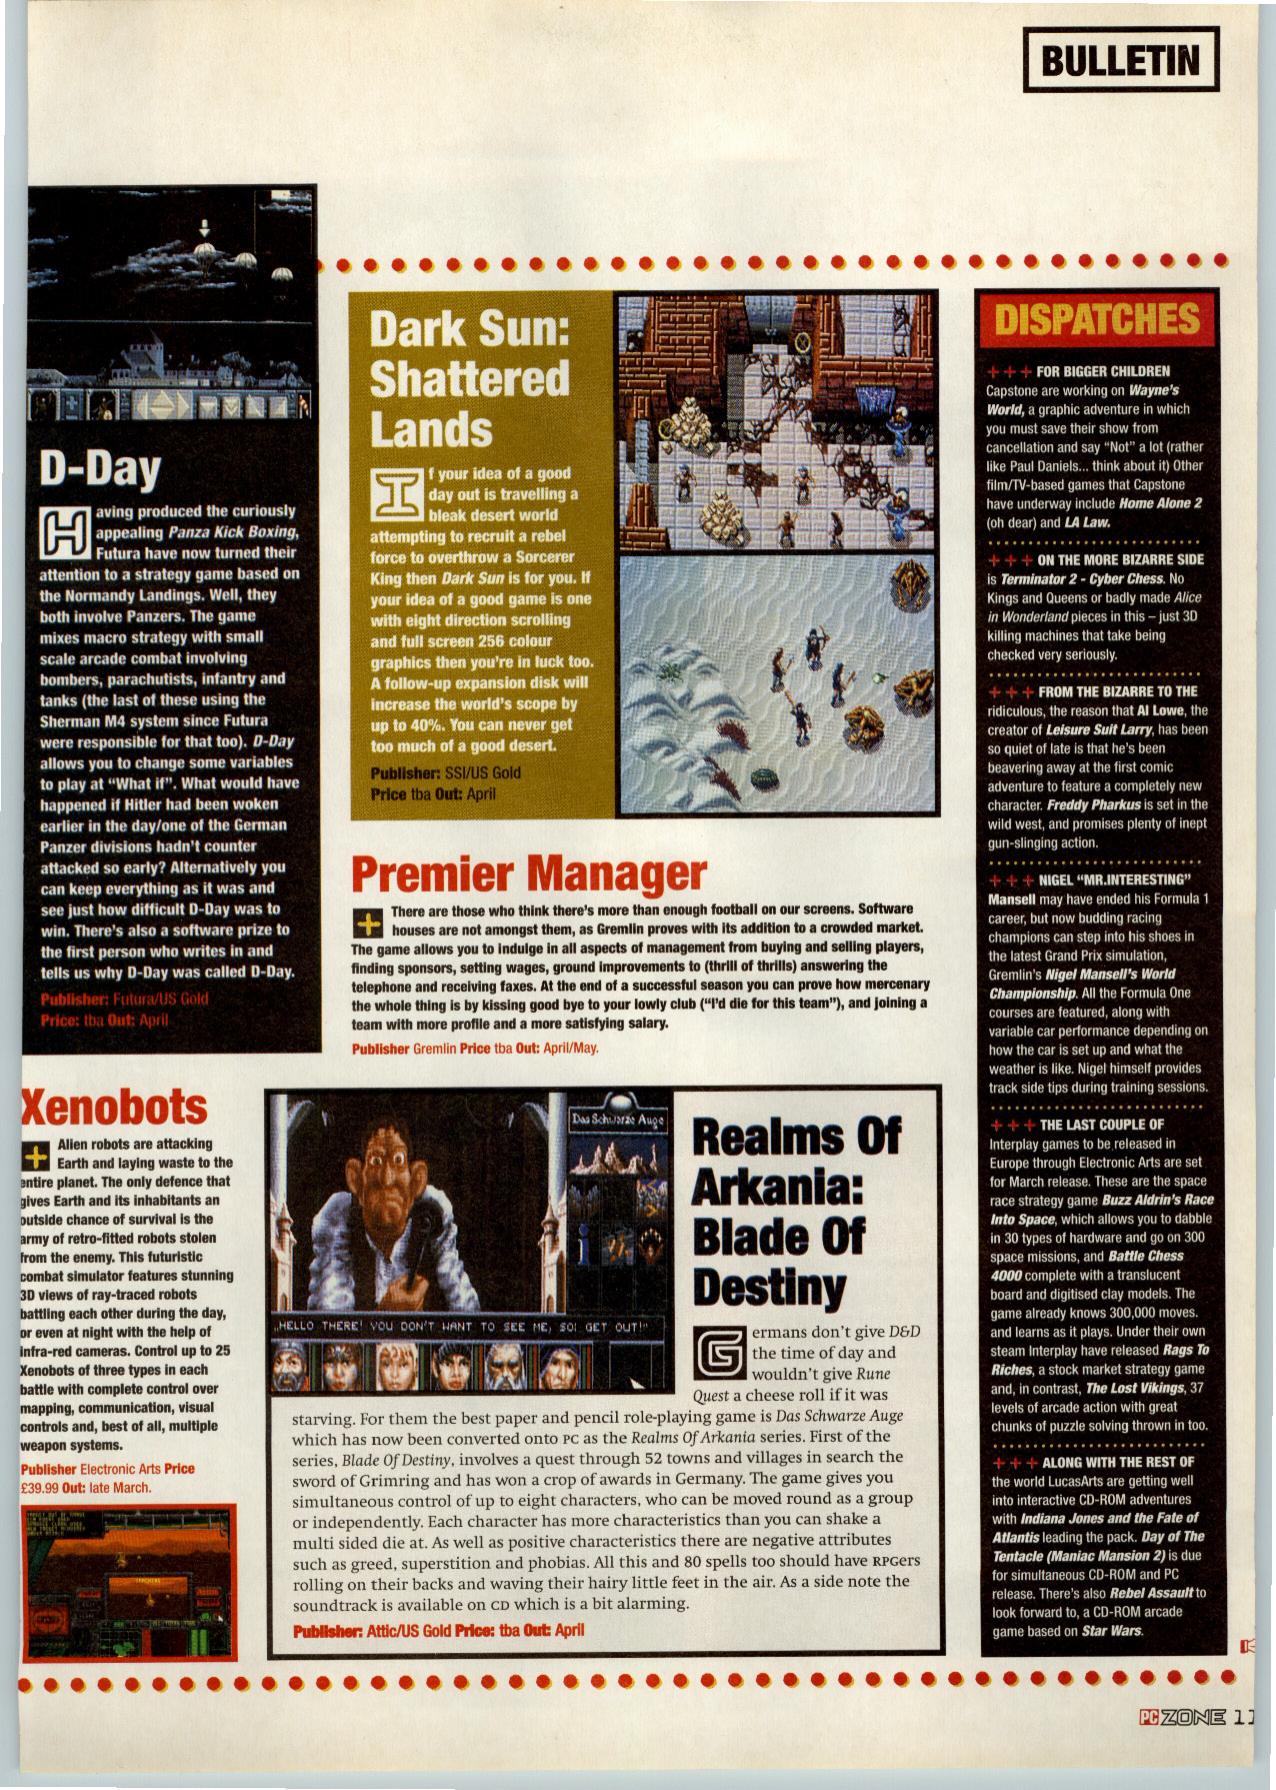 BULLETIN
D-Day
Having produced the curiously
appealing Panza Kick Boxing,
Futura have now turned their
attention to a strategy game based on
the Normandy Landings. Well, they
both involve Panzers. The game
mixes macro strategy with small
scale arcade combat involving
bombers, parachutists, infantry and
tanks (the last of these using the
Sherman M4 system since Futura
were responsible for that too). D-Day
allows you to change some variables
to play at “What if”. What would have
happened if Hitler had been woken
earlier in the day/one of the German
Panzer divisions hadn't counter
attacked so early? Alternatively you
can keep everything as it was and
see just how difficult D-Day was to
win. There's also a software prize to
the first person who writes in and
tells us why D-Day was called D-Day.
Publisher: Futura/US Gold
Price: tba Out: April
Dark Sun:
Shattered
Lands
If your idea of a good
day out is travelling a
bleak desert world
attempting to recruit a rebel
force to overthrow a Sorcerer
King then Dark Sun is for you. If
your idea of a good game is one
with eight direction scrolling
and full screen 256 colour
graphics then you're in luck too.
A follow-up expansion disk will
increase the world's scope by
up to 40%. You can never get
too much of a good desert.
Publisher: SSI/US Gold
Price tba Out: April
Premier Manager
There are those who think there's more than enough football on our screens. Software
houses are not amongst them, as Gremlin proves with its addition to a crowded market.
The game allows you to indulge in all aspects of management from buying and selling players,
finding sponsors, setting wages, ground improvements to (thrill of thrills) answering the
telephone and receiving faxes. At the end of a successful season you can prove how mercenary
the whole thing is by kissing good bye to your lowly club (“I'd die for this team”), and joining a
team with more profile and a more satisfying salary.
Publisher Gremlin Price tba Out: April/May.
Xenobots
Alien robots are attacking
Earth and laying waste to the
entire planet. The only defence that
gives Earth and its inhabitants an
outside chance of survival is the
army of retro-fitted robots stolen
from the enemy. This futuristic
combat simulator features stunning
3D views of ray-traced robots
battling each other during the day,
or even at night with the help of
infra-red cameras. Control up to 25
Xenobots of three types in each
battle with complete control over
mapping, communication, visual
controls and, best of all, multiple
weapon systems.
Publisher Electronic Arts Price
£39.99 Out: late March.
Das Schwarze Auge
„HELLO THERE! YOU DON'T WANT TO SEE ME, SO! GET OUT!"
Realms Of
Arkania:
Blade Of
Destiny
Germans don't give D&D
the time of day and
wouldn't give Rune
Quest a cheese roll if it was
starving. For them the best paper and pencil role-playing game is Das Schwarze Auge
which has now been converted onto PC as the Realms Of Arkania series. First of the
series, Blade Of Destiny, involves a quest through 52 towns and villages in search the
sword of Grimring and has won a crop of awards in Germany. The game gives you
simultaneous control of up to eight characters, who can be moved round as a group
or independently. Each character has more characteristics than you can shake a
multi sided die at. As well as positive characteristics there are negative attributes
such as greed, superstition and phobias. All this and 80 spells too should have RPGers
rolling on their backs and waving their hairy little feet in the air. As a side note the
soundtrack is available on CD which is a bit alarming.
Publisher: Attic/US Gold Price: tba Out: April
DISPATCHES
+++ FOR BIGGER CHILDREN
Capstone are working on Wayne's
World, a graphic adventure in which
you must save their show from
cancellation and say “Not” a lot (rather
like Paul Daniels... think about it) Other
film/TV-based games that Capstone
have underway include Home Alone 2
(oh dear) and LA Law.
+++ ON THE MORE BIZARRE SIDE
is Terminator 2 - Cyber Chess. No
Kings and Queens or badly made Alice
in Wonderland pieces in this – just 3D
killing machines that take being
checked very seriously.
+++ FROM THE BIZARRE TO THE
ridiculous, the reason that Al Lowe, the
creator of Leisure Suit Larry, has been
so quiet of late is that he's been
beavering away at the first comic
adventure to feature a completely new
character. Freddy Pharkus is set in the
wild west, and promises plenty of inept
gun-slinging action.
+++ NIGEL “MR.INTERESTING”
Mansell may have ended his Formula 1
career, but now budding racing
champions can step into his shoes in
the latest Grand Prix simulation,
Gremlin's Nigel Mansell's World
Championship. All the Formula One
courses are featured, along with
variable car performance depending on
how the car is set up and what the
weather is like. Nigel himself provides
track side tips during training sessions.
+++ THE LAST COUPLE OF
Interplay games to be released in
Europe through Electronic Arts are set
for March release. These are the space
race strategy game Buzz Aldrin's Race
Into Space, which allows you to dabble
in 30 types of hardware and go on 300
space missions, and Battle Chess
4000 complete with a translucent
board and digitised clay models. The
game already knows 300,000 moves.
and learns as it plays. Under their own
steam Interplay have released Rags To
Riches, a stock market strategy game
and, in contrast, The Lost Vikings, 37
levels of arcade action with great
chunks of puzzle solving thrown in too.
+++ ALONG WITH THE REST OF
the world LucasArts are getting well
into interactive CD-ROM adventures
with Indiana Jones and the Fate of
Atlantis leading the pack. Day of The
Tentacle (Maniac Mansion 2) is due
for simultaneous CD-ROM and PC
release. There's also Rebel Assault to
look forward to, a CD-ROM arcade
game based on Star Wars.
PC ZONE 11